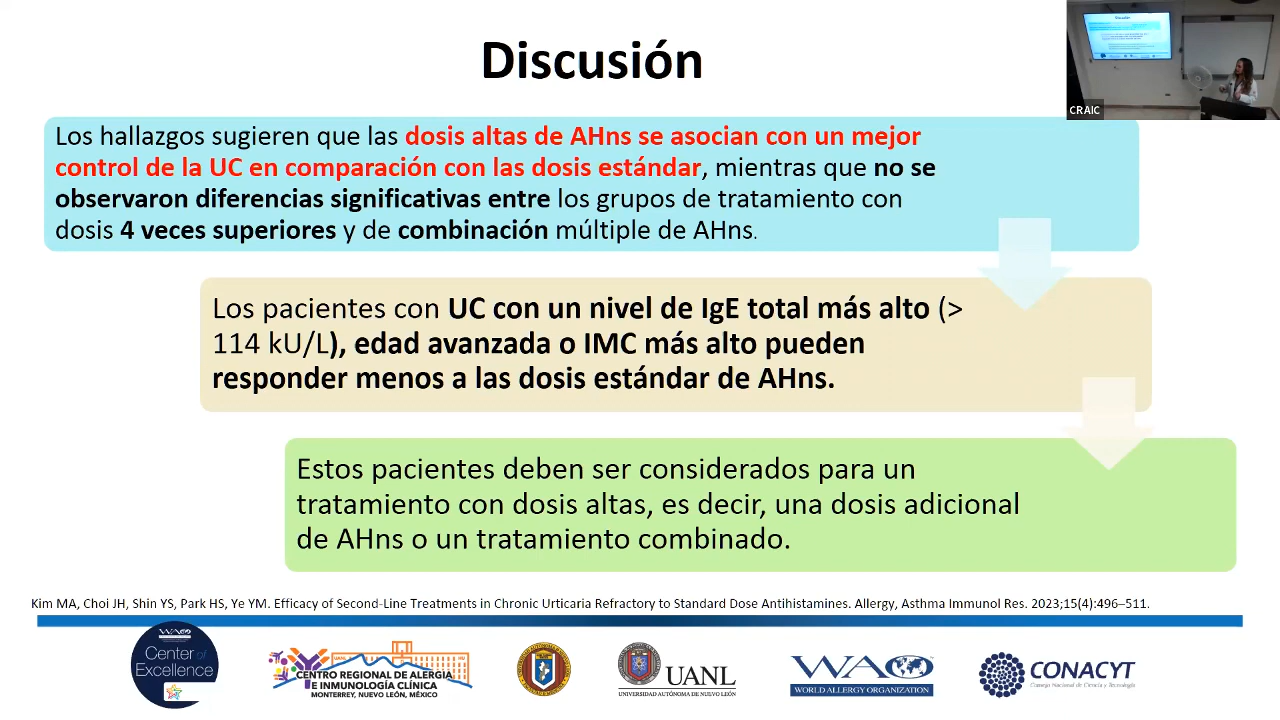 Discusión
CRAIC
Los hallazgos sugieren que las dosis altas de AHns se asocian con un mejor
control de la UC en comparación con las dosis estándar, mientras que no se
observaron diferencias significativas entre los grupos de tratamiento con
dosis 4 veces superiores y de combinación múltiple de AHns.
Los pacientes con UC con un nivel de IgE total más alto (>
114 kU/L), edad avanzada o IMC más alto pueden
responder menos a las dosis estándar de AHns.
Estos pacientes deben ser considerados para un
tratamiento con dosis altas, es decir, una dosis adicional
de AHns o un tratamiento combinado.
Kim MA, Choi JH, Shin YS, Park HS, Ye YM. Efficacy of Second-Line Treatments in Chronic Urticaria Refractory to Standard Dose Antihistamines. Allergy, Asthma Immunol Res. 2023;15(4):496–511.
WAO
Center of
Excellence
UANL
CENTRO REGIONAL DE ALERGIA
E INMUNOLOGÍA CLÍNICA
MONTERREY, NUEVO LEÓN, MÉXICO
UANL
UNIVERSIDAD AUTÓNOMA DE NUEVO LEÓN
WAO
WORLD ALLERGY ORGANIZATION
CONACYT
Consejo Nacional de Ciencia y Tecnología